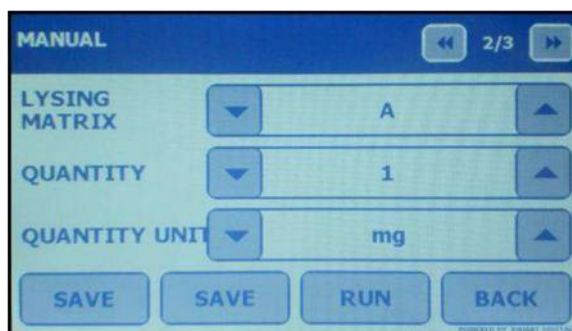 MANUAL
2/3
LYSING
MATRIX
A
QUANTITY
1
QUANTITY UNIT
mg
SAVE
SAVE
RUN
BACK